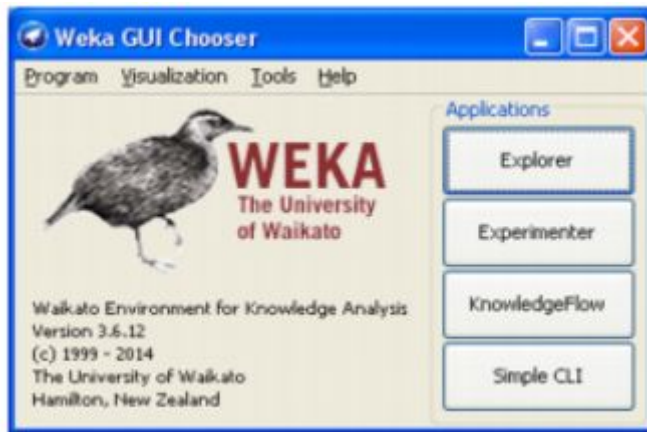 Weka GUI Chooser
Program Visualization Tools Help
WEKA
The University
of Waikato
Waikato Environment for Knowledge Analysis
Version 3.6.12
(c) 1999 - 2014
The University of Waikato
Hamilton, New Zealand
Applications
Explorer
Experimenter
KnowledgeFlow
Simple CLI